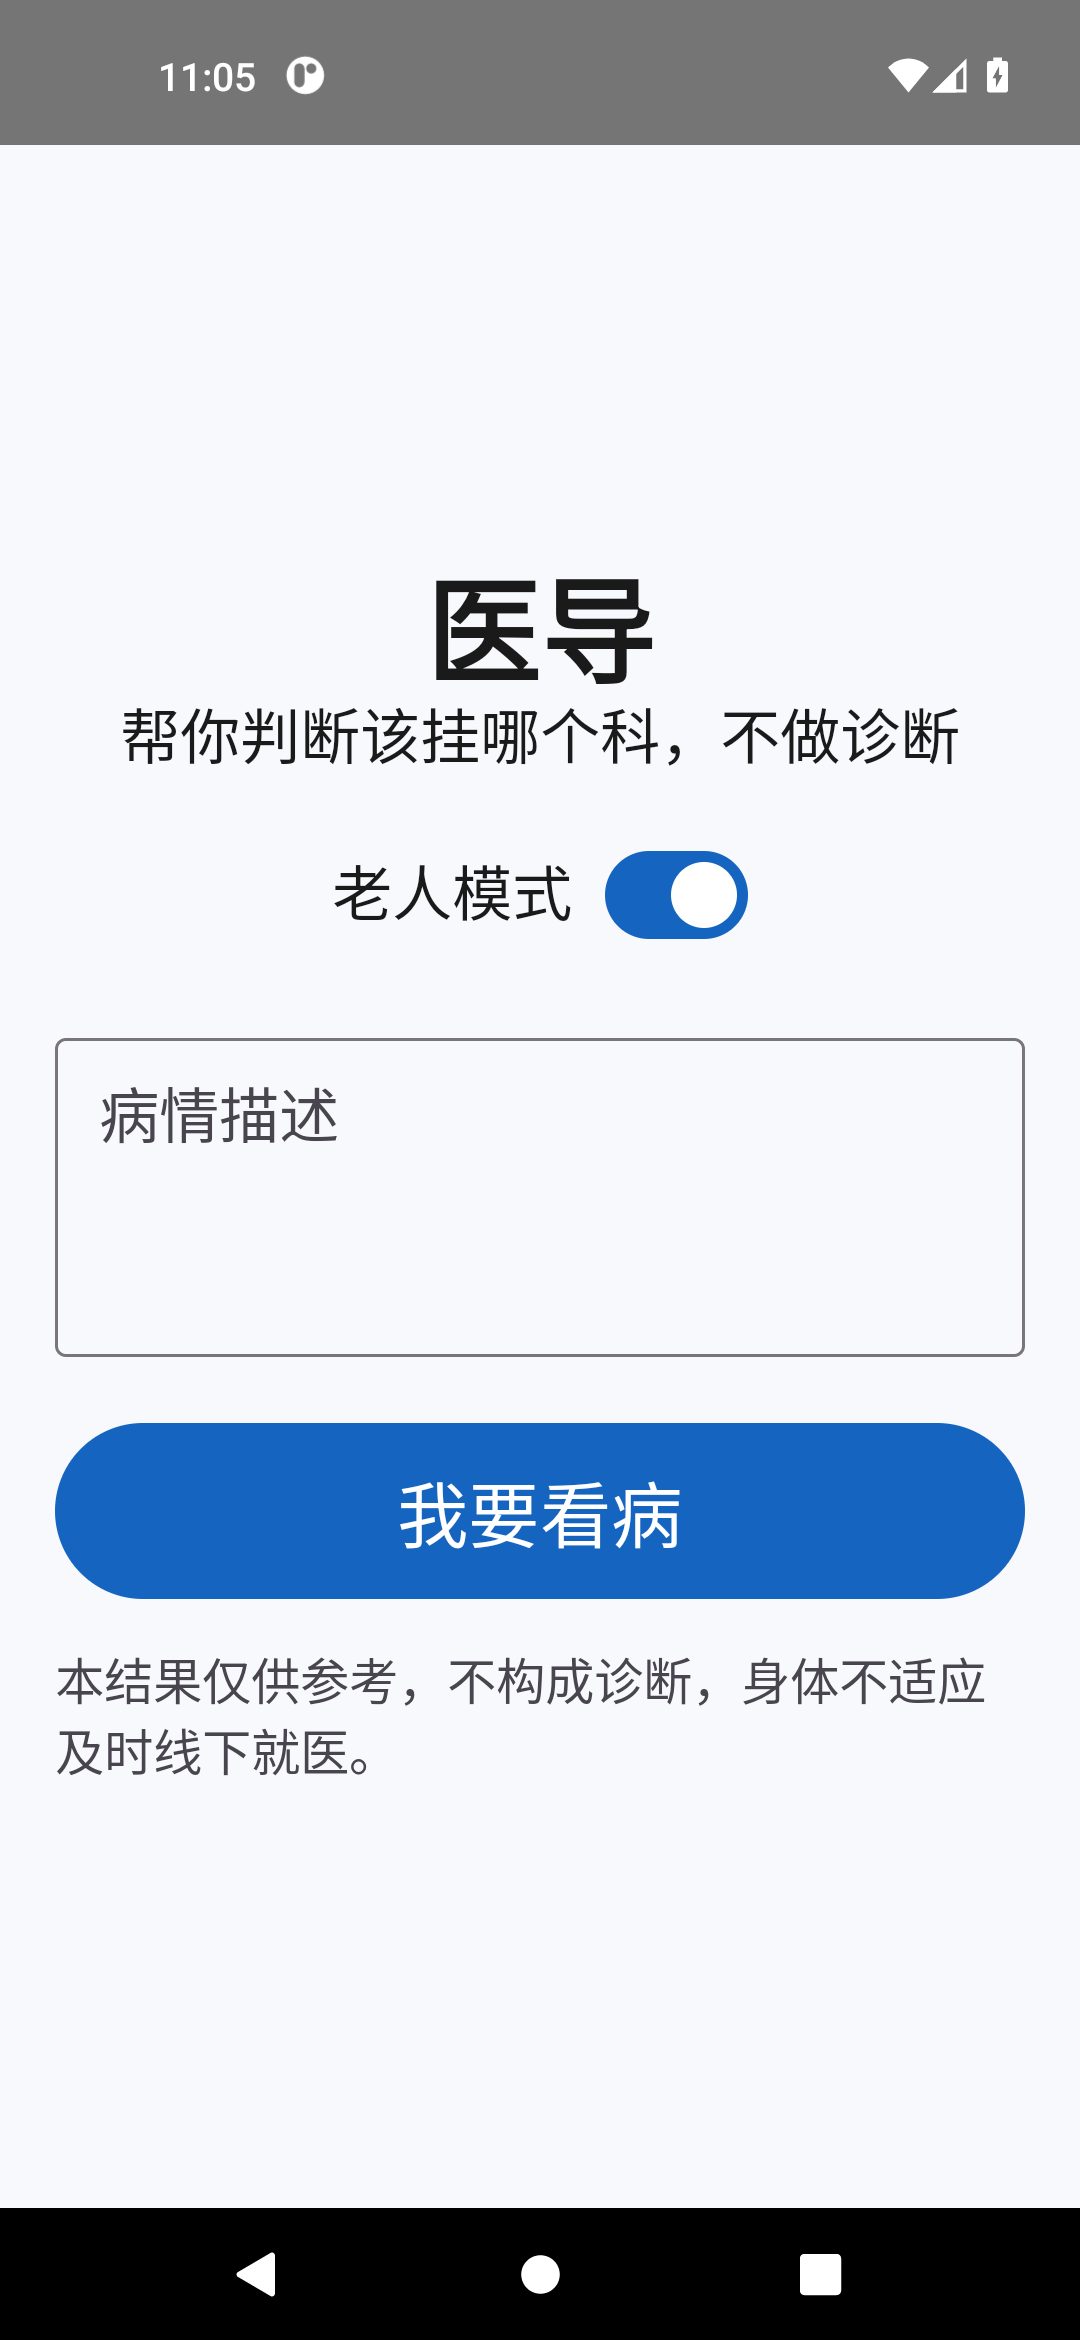 11:05
医导
帮你判断该挂哪个科，不做诊断
老人模式
病情描述
我要看病
本结果仅供参考，不构成诊断，身体不适应
及时线下就医。